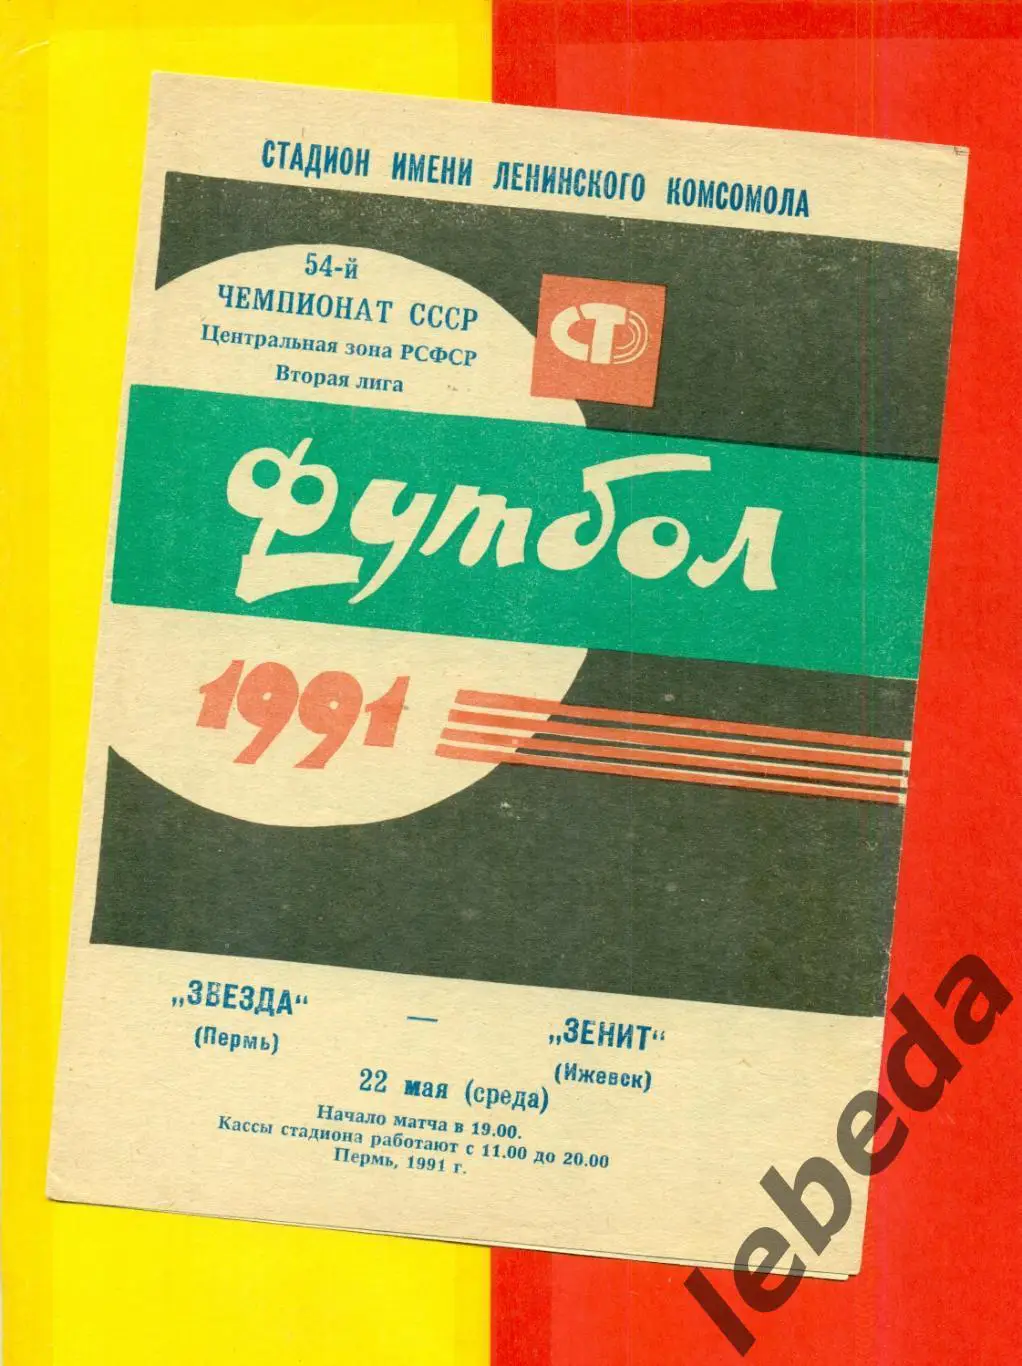 СТАДИОН ИМЕНИ ЛЕНИНСКОГО КОМСОМОЛА
54-й
ЧЕМПИОНАТ СССР
Центральная зона РСФСР
Вторая лига
СТ
Футбол
1991
„ЗВЕЗДА“ — „ЗЕНИТ“
(Пермь) (Ижевск)
22 мая (среда)
Начало матча в 19.00.
Кассы стадиона работают с 11.00 до 20.00
Пермь, 1991 г.
lebeda